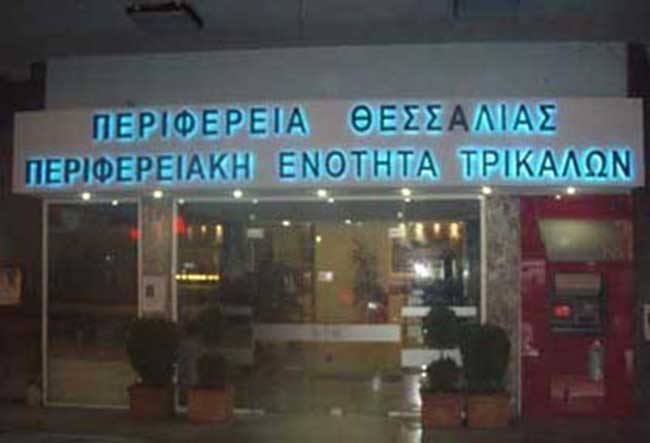 ΠΕΡΙΦΕΡΕΙΑ ΘΕΣΣΑΛΙΑΣ
ΠΕΡΙΦΕΡΕΙΑΚΗ ΕΝΟΤΗΤΑ ΤΡΙΚΑΛΩΝ